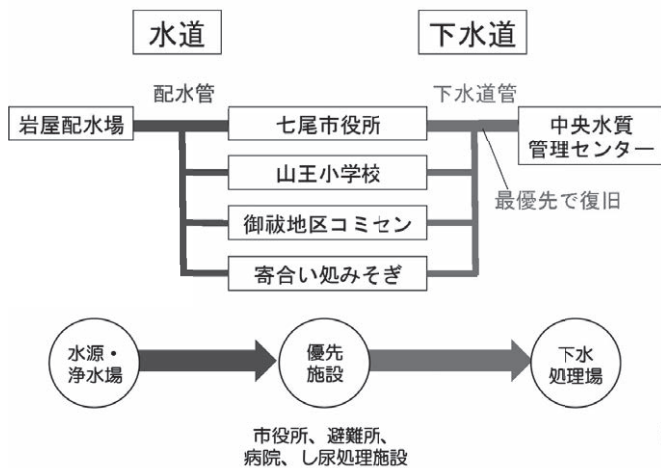 水道
下水道
配水管
下水道管
岩屋配水場
七尾市役所
中央水質
管理センター
山王小学校
最優先で復旧
御祓地区コミセン
寄合い処みそぎ
水源・
浄水場
優先
施設
下水
処理場
市役所、避難所、
病院、し尿処理施設